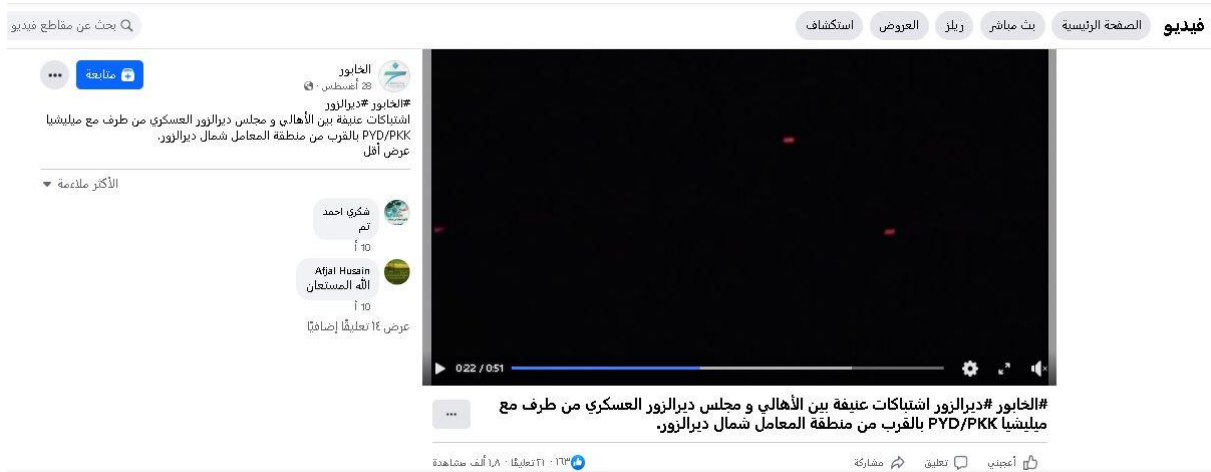 فيديو
الصفحة الرئيسية
بث مباشر
ريلز
العروض
استكشاف
بحث عن مقاطع فيديو
الخابور
28 أغسطس
متابعة
#الخابور #ديرالزور
اشتباكات عنيفة بين الأهالي و مجلس ديرالزور العسكري من طرف مع ميليشيا
PYD/PKK بالقرب من منطقة المعامل شمال ديرالزور.
عرض أقل
الأكثر ملاءمة
شكري احمد
تم
10 أ
Afjal Husain
الله المستعان
10 أ
عرض ١٤ تعليقًا إضافيًا
0:22 / 0:51
#الخابور #ديرالزور اشتباكات عنيفة بين الأهالي و مجلس ديرالزور العسكري من طرف مع
ميليشيا PYD/PKK بالقرب من منطقة المعامل شمال ديرالزور.
أعجبني
تعليق
مشاركة
١٦٣ · ٢١ تعليقًا · ١٫٨ ألف مشاهدة